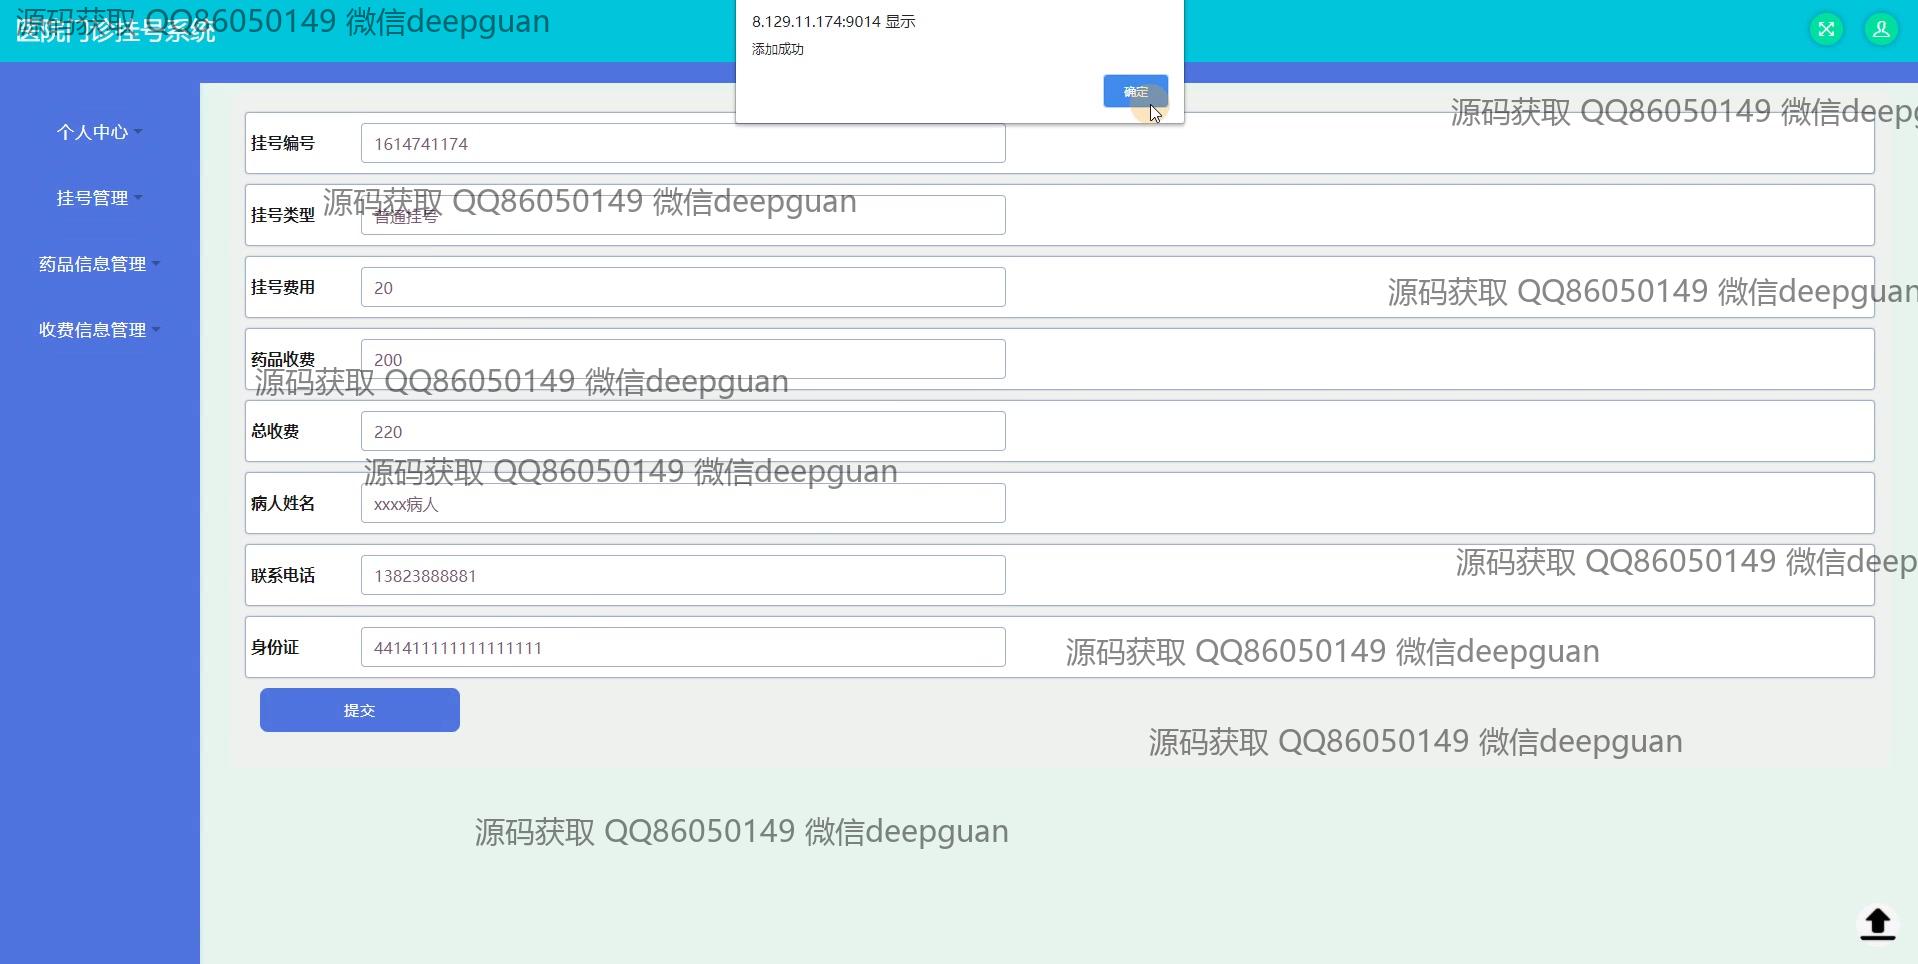 医院门诊挂号系统
源码获取 QQ86050149 微信deepguan
8.129.11.174:9014 显示
添加成功
确定
源码获取 QQ86050149 微信deepg
个人中心
挂号管理
药品信息管理
收费信息管理
挂号编号 1614741174
源码获取 QQ86050149 微信deepguan
挂号类型 普通挂号
挂号费用 20
源码获取 QQ86050149 微信deepguan
药品收费 200
源码获取 QQ86050149 微信deepguan
总收费 220
源码获取 QQ86050149 微信deepguan
病人姓名 xxxx病人
源码获取 QQ86050149 微信deep
联系电话 13823888881
身份证 441411111111111111
源码获取 QQ86050149 微信deepguan
提交
源码获取 QQ86050149 微信deepguan
源码获取 QQ86050149 微信deepguan